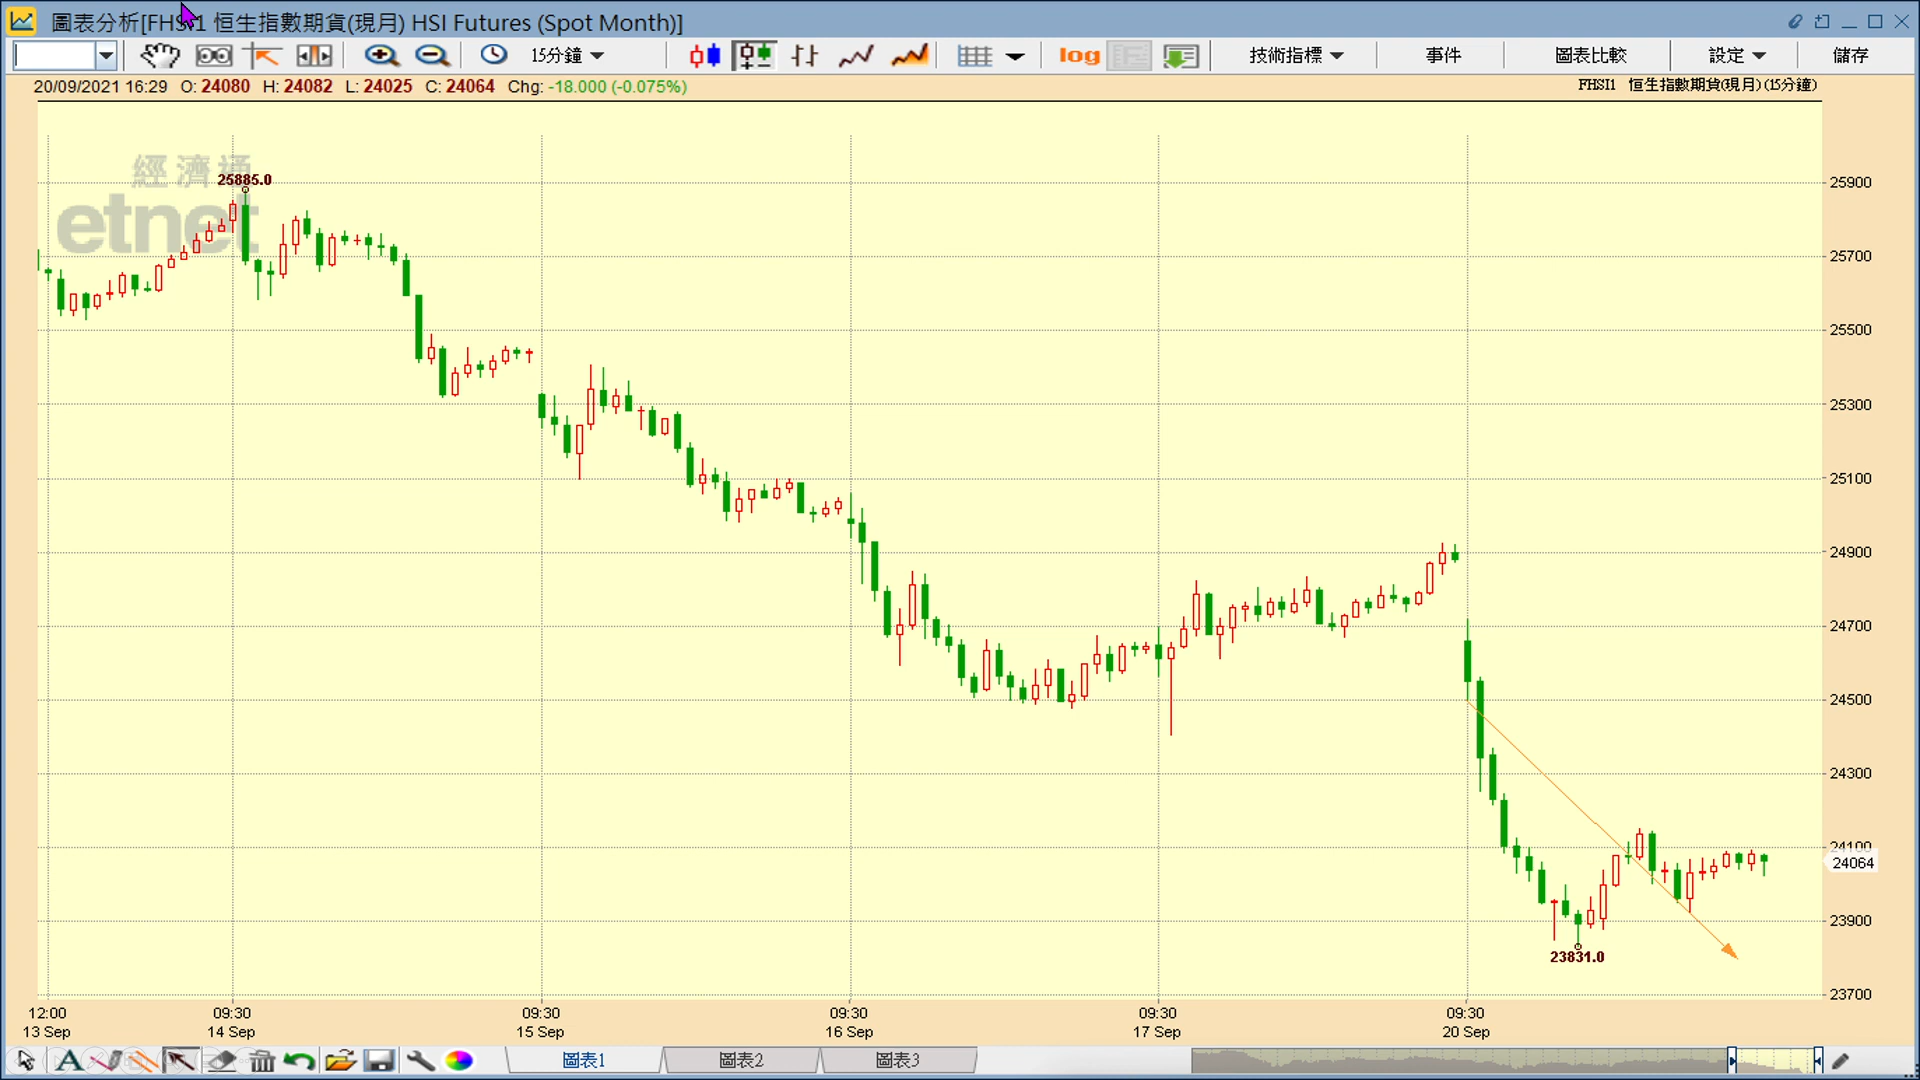 圖表分析[FHSI1 恒生指數期貨(現月) HSI Futures (Spot Month)]
15分鐘
log
技術指標
事件
圖表比較
設定
儲存
20/09/2021 16:29 O: 24080 H: 24082 L: 24025 C: 24064 Chg: -18.000 (-0.075%)
FHSI1 恒生指數期貨(現月)(15分鐘)
經濟通
etnet
25885.0
25900
25700
25500
25300
25100
24900
24700
24500
24300
24100
24064
23900
23831.0
23700
12:00 09:30 09:30 09:30 09:30 09:30
13 Sep 14 Sep 15 Sep 16 Sep 17 Sep 20 Sep
A
圖表1
圖表2
圖表3